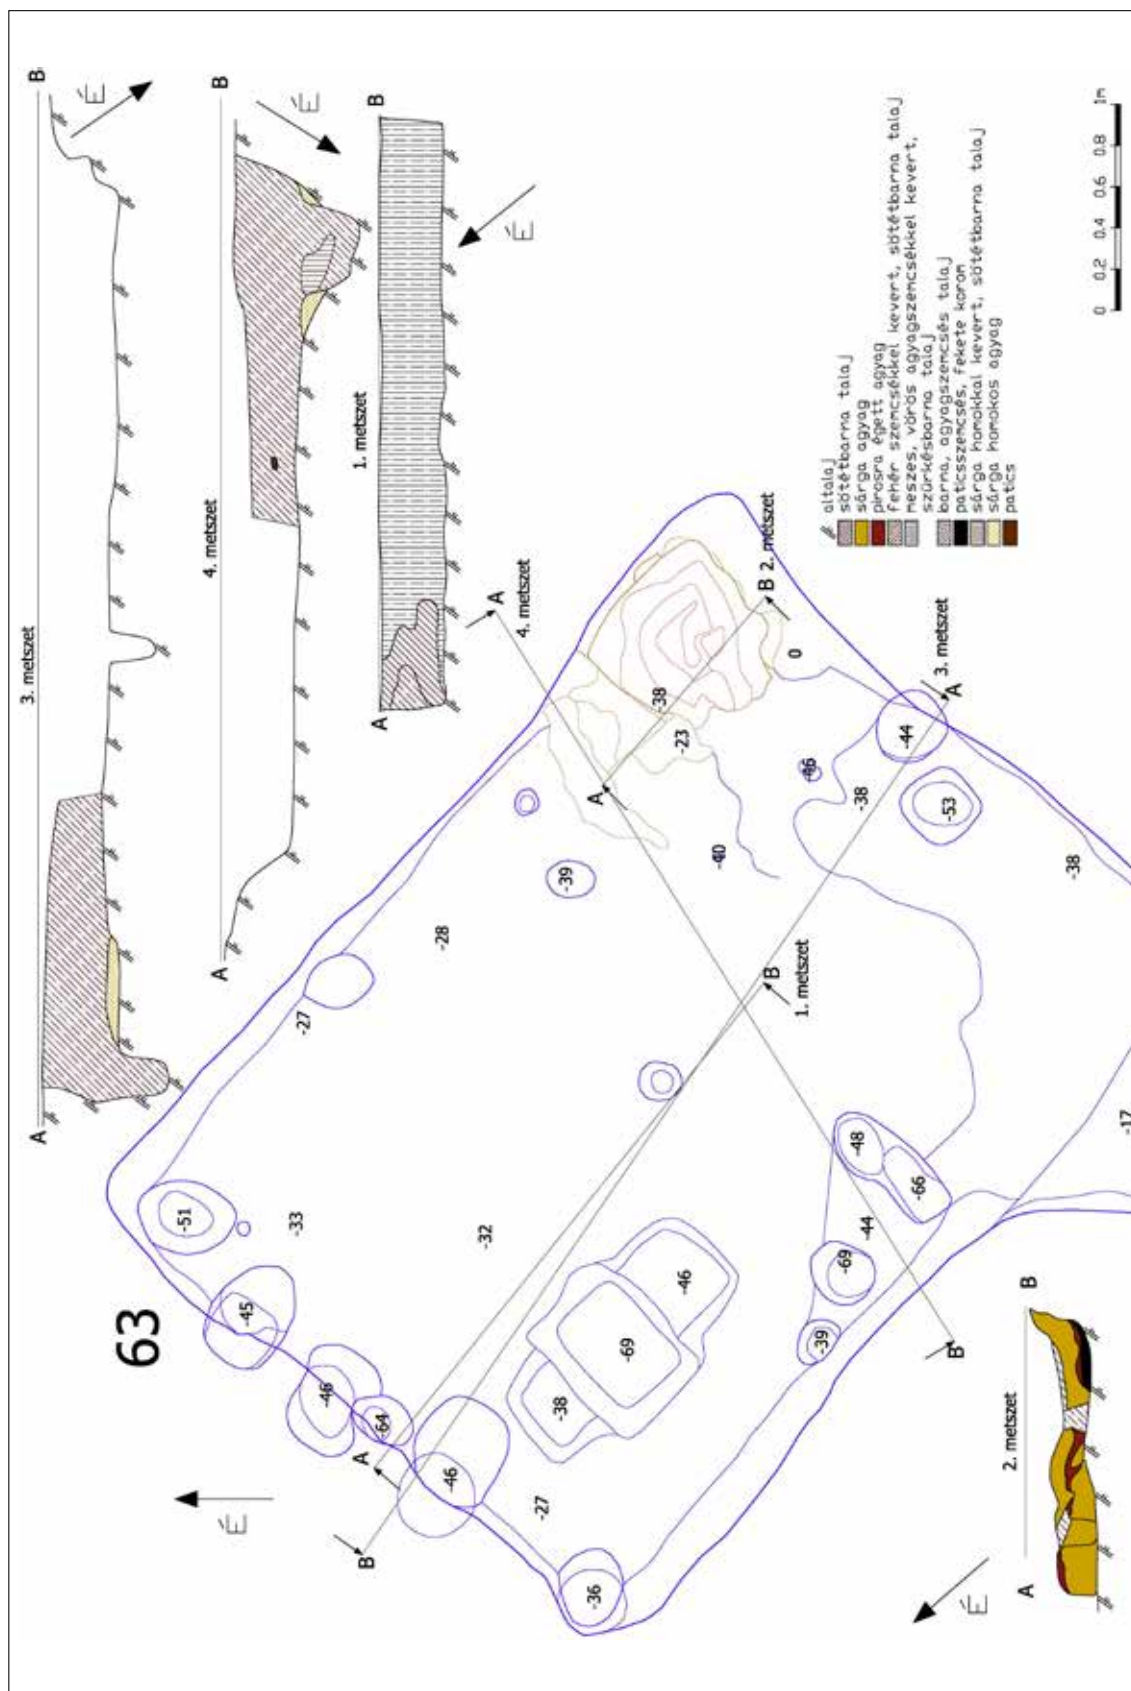 63
3. metszet
A
B
É
4. metszet
A
B
É
1. metszet
A
B
É
altalaj
sötétbarna talaj
sárga agyag
pirosra égett agyag
fehér szemcsékkel kevert, sötétbarna talaj
meszes, vörös agyagszemcsékkel kevert,
szürkésbarna talaj
barna, agyagszemcsés talaj
paticsszemcsés, fekete korom
sárga homokkal kevert, sötétbarna talaj
sárga homokos agyag
patics
0 0.2 0.4 0.6 0.8 1m
A
4. metszet
B
2. metszet
A
3. metszet
A
B
1. metszet
B
A
B
É
-51
-33
-45
-46
-64
-46
-36
-27
-32
-27
-28
-39
-38
-69
-46
-39
-69
-44
-48
-66
-17
-38
-23
0
-40
-46
-38
-44
-53
-38
2. metszet
A
B
É